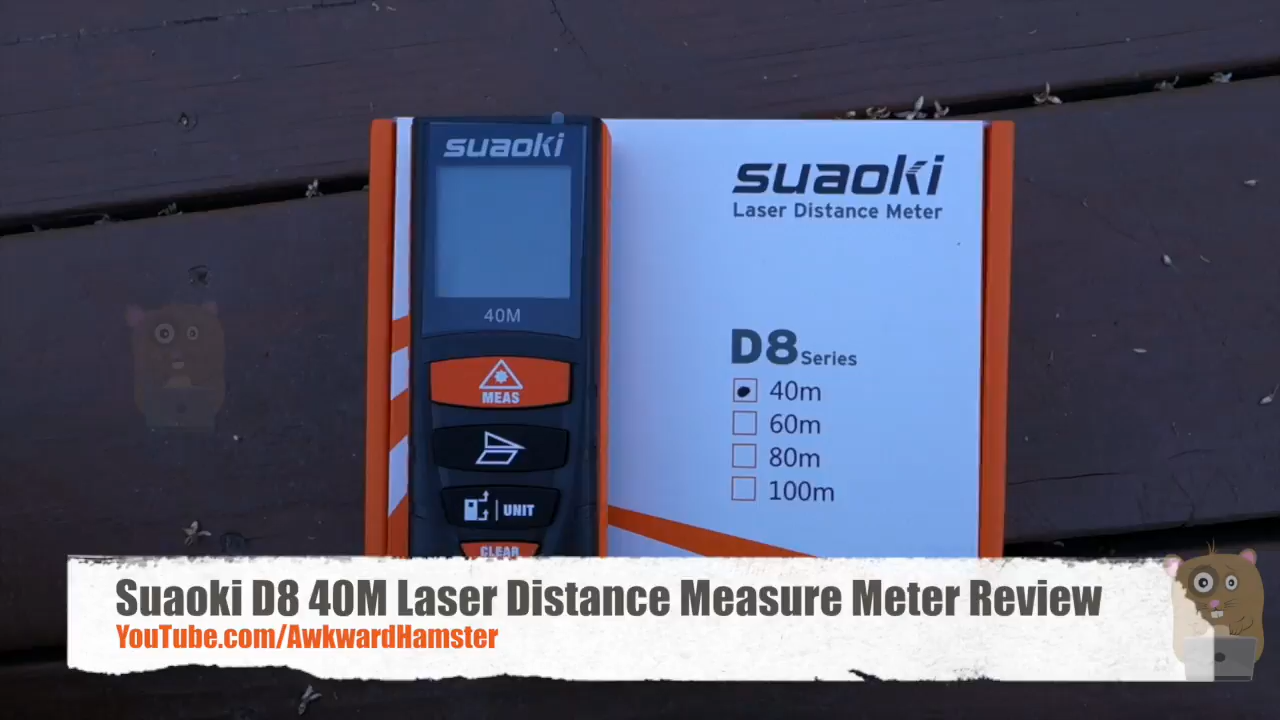 suaoki
40M
MEAS
UNIT
CLEAR
suaoki
Laser Distance Meter
D8 Series
40m
60m
80m
100m
Suaoki D8 40M Laser Distance Measure Meter Review
YouTube.com/AwkwardHamster